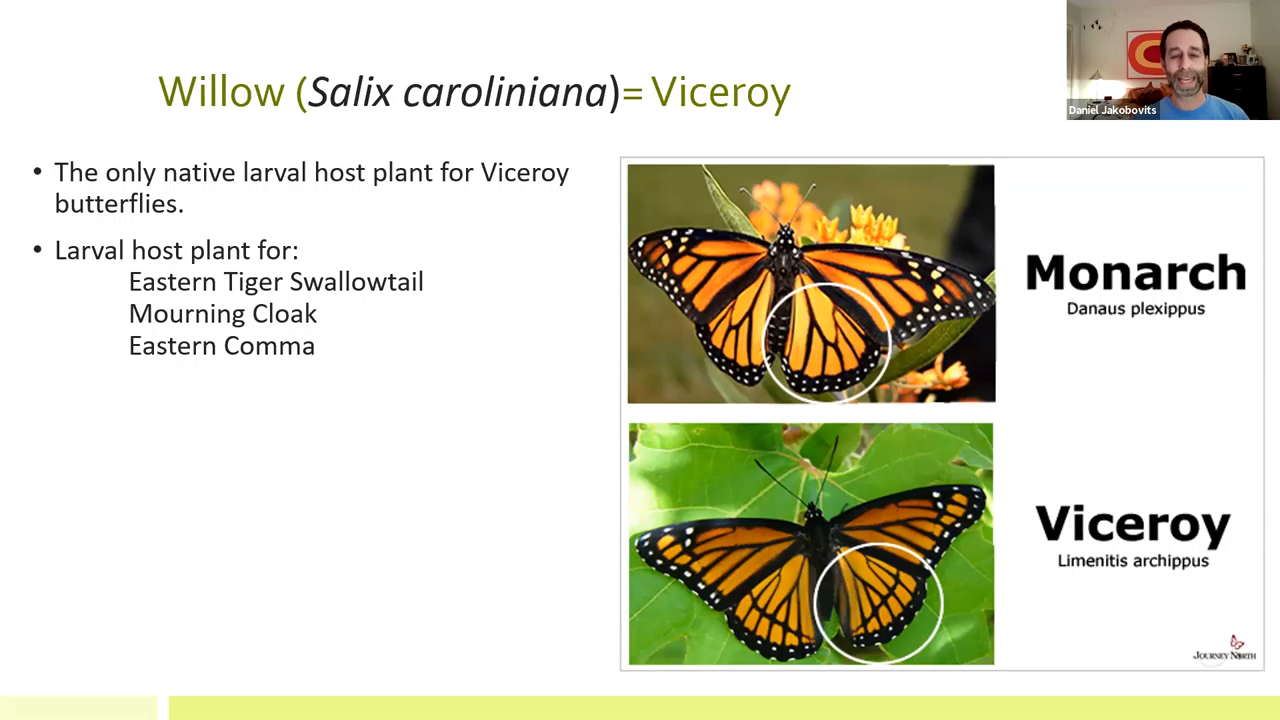 Willow (Salix caroliniana)= Viceroy
Daniel Jakobovits
• The only native larval host plant for Viceroy
butterflies.
• Larval host plant for:
Eastern Tiger Swallowtail
Mourning Cloak
Eastern Comma
Monarch
Danaus plexippus
Viceroy
Limenitis archippus
JOURNEY NORTH